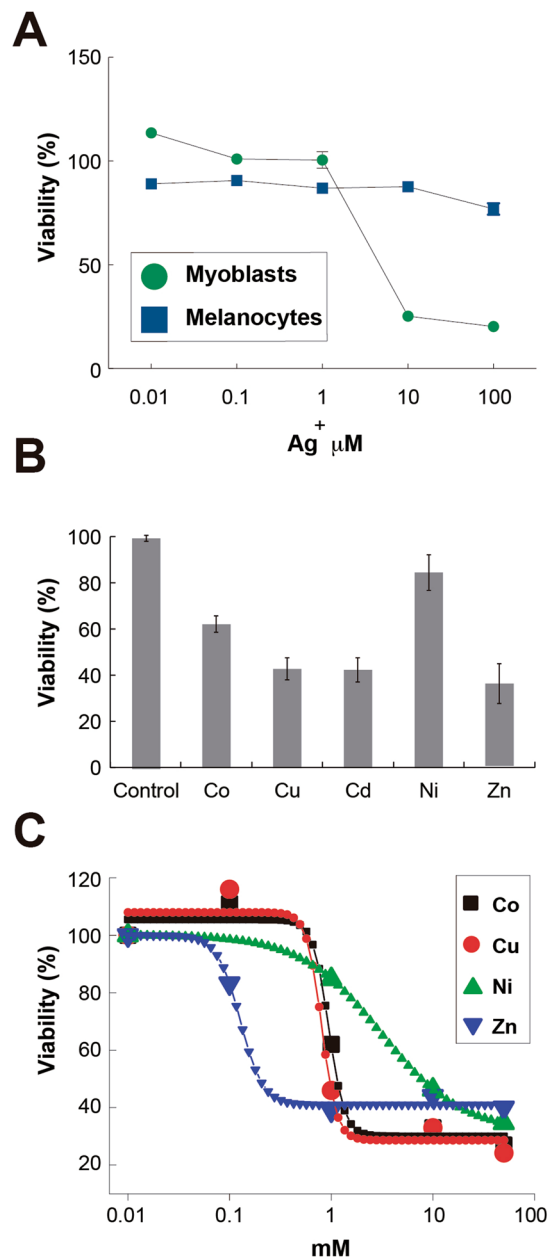 A
150
100
50
0
Viability (%)
Myoblasts
Melanocytes
0.01 0.1 1 10 100
Ag+ μM
B
100
80
60
40
20
0
Viability (%)
Control Co Cu Cd Ni Zn
C
120
100
80
60
40
20
Viability (%)
Co
Cu
Ni
Zn
0.01 0.1 1 10 100
mM